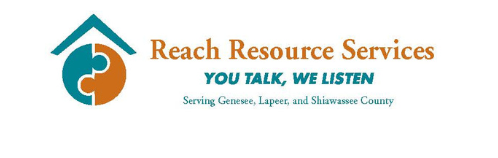 Reach Resource Services
YOU TALK, WE LISTEN
Serving Genesee, Lapeer, and Shiawassee County